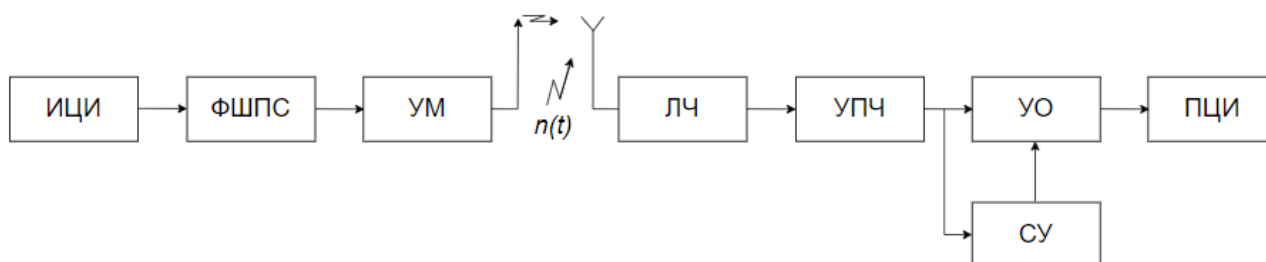 ИЦИ
ФШПС
УМ
n(t)
ЛЧ
УПЧ
УО
ПЦИ
СУ